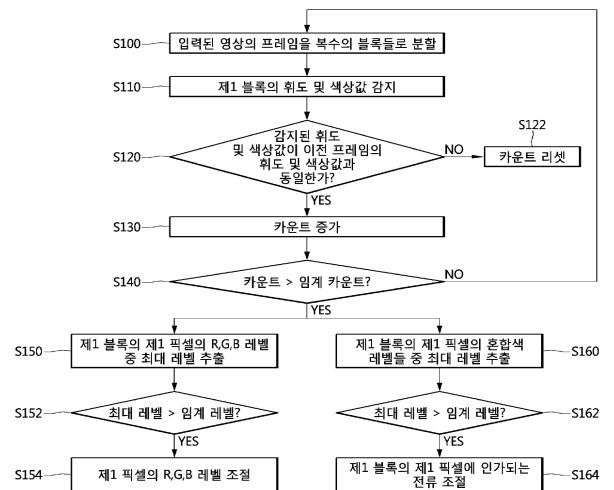 S100
입력된 영상의 프레임을 복수의 블록들로 분할
S110
제1 블록의 휘도 및 색상값 감지
S120
감지된 휘도
및 색상값이 이전 프레임의
휘도 및 색상값과
동일한가?
NO
S122
카운트 리셋
YES
S130
카운트 증가
S140
카운트 > 임계 카운트?
NO
YES
S150
제1 블록의 제1 픽셀의 R,G,B 레벨
중 최대 레벨 추출
제1 블록의 제1 픽셀의 혼합색
레벨들 중 최대 레벨 추출
S160
S152
최대 레벨 > 임계 레벨?
최대 레벨 > 임계 레벨?
S162
YES
YES
S154
제1 픽셀의 R,G,B 레벨 조절
제1 블록의 제1 픽셀에 인가되는
전류 조절
S164